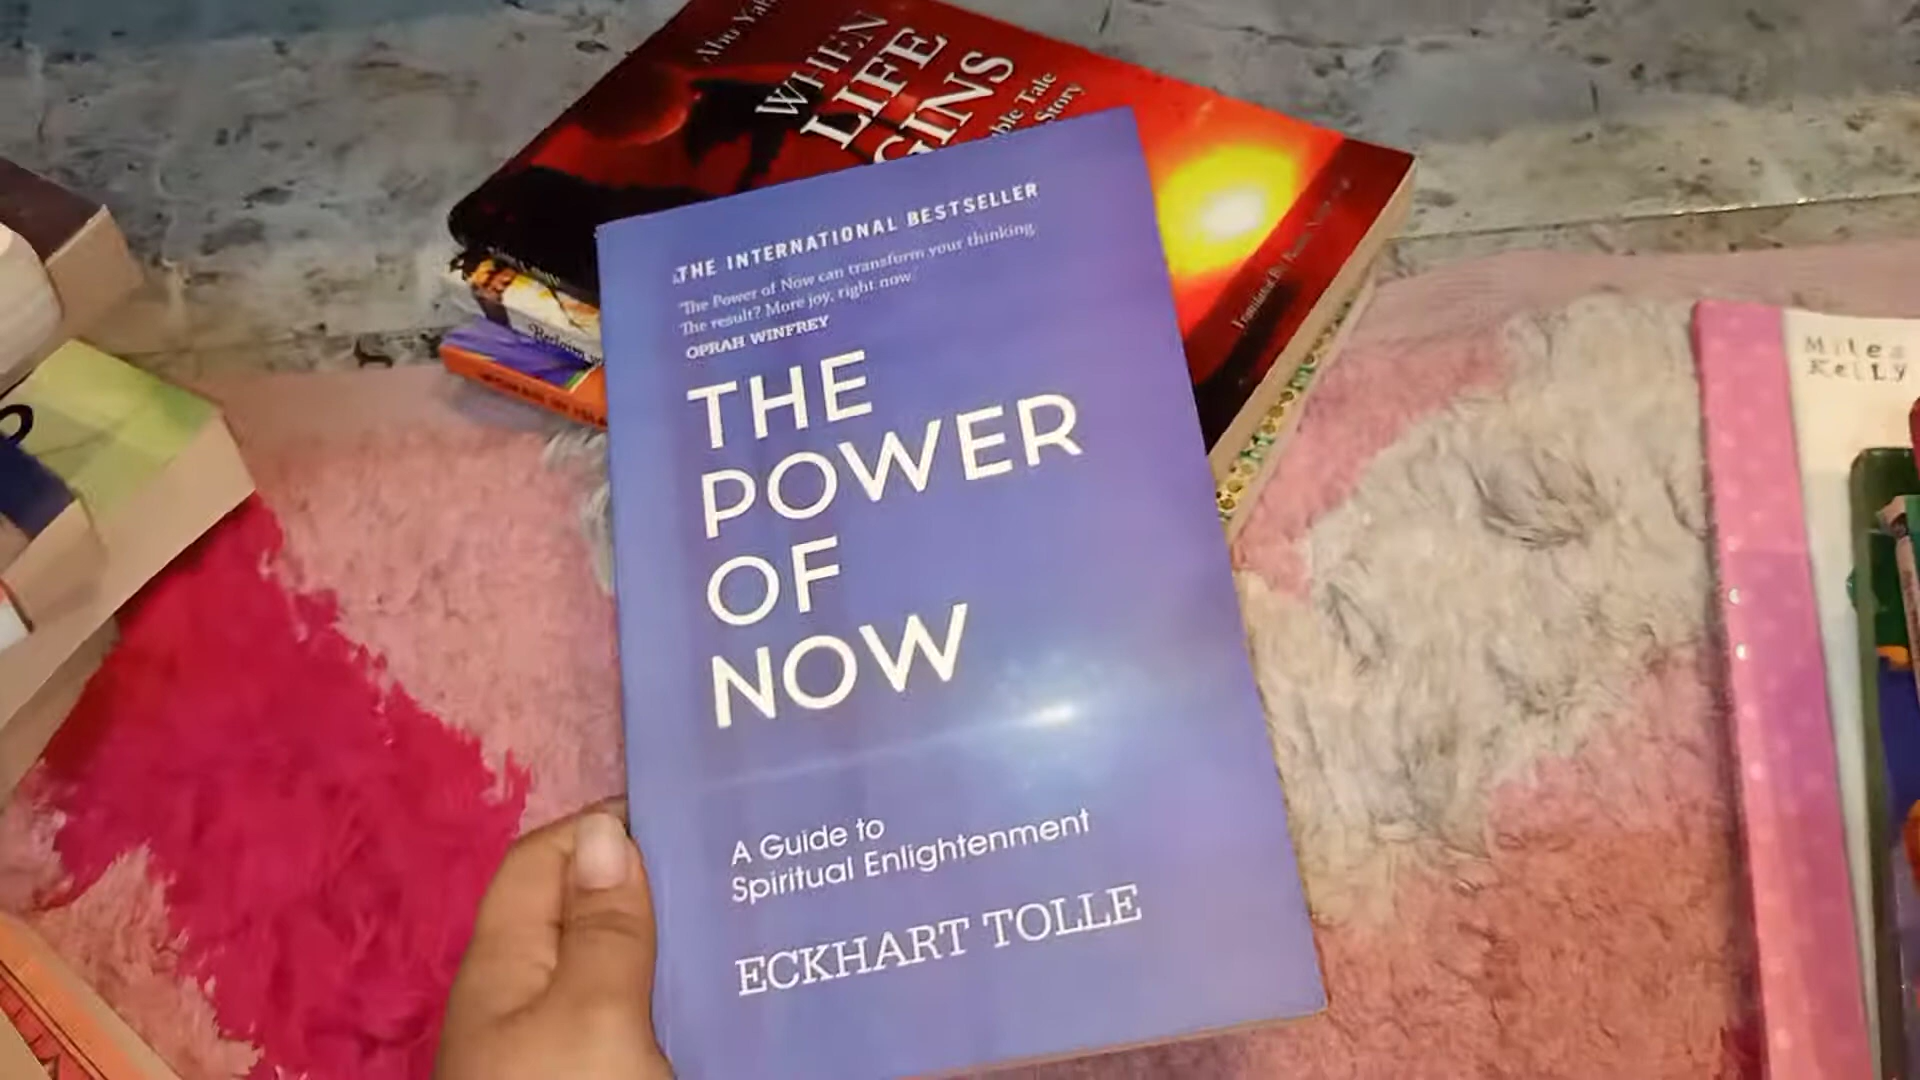 Abu Yah
WHEN
LIFE
GINS
ble Tale
Story
THE INTERNATIONAL BESTSELLER
"The Power of Now can transform your thinking.
The result? More joy, right now."
OPRAH WINFREY
THE
POWER
OF
NOW
A Guide to
Spiritual Enlightenment
ECKHART TOLLE
Miles
Kelly